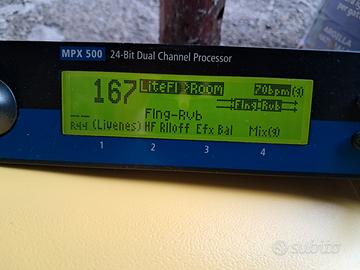 MPX 500 24-Bit Dual Channel Processor
167 LiteFl>Room 70bpm(g)
Flng-Rvb
Flng-Rvb
(Livenes) HF Rlloff Efx Bal Mix(g)
1 2 3 4
subito